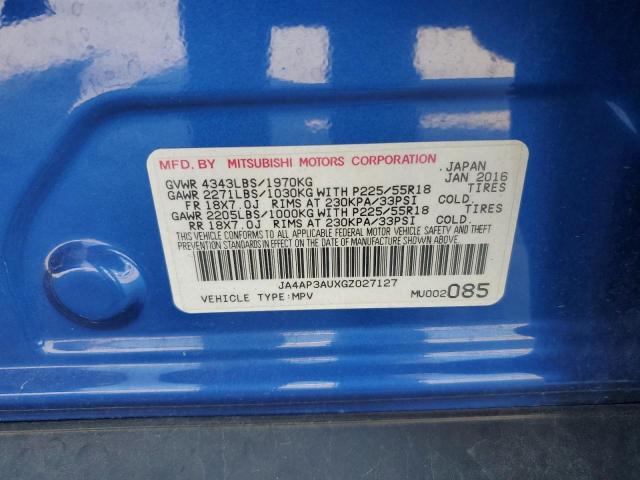 MFD. BY MITSUBISHI MOTORS CORPORATION JAPAN
GVWR 4343LBS/1970KG JAN 2016
GAWR 2271LBS/1030KG WITH P225/55R18 TIRES
FR 18X7.0J RIMS AT 230KPA/33PSI COLD.
GAWR 2205LBS/1000KG WITH P225/55R18 TIRES
RR 18X7.0J RIMS AT 230KPA/33PSI COLD.
THIS VEHICLE CONFORMS TO ALL APPLICABLE FEDERAL MOTOR VEHICLE SAFETY AND THEFT
PREVENTION STANDARDS IN EFFECT ON THE DATE OF MANUFACTURE SHOWN ABOVE.
JA4AP3AUXGZ027127
VEHICLE TYPE:MPV MU002085